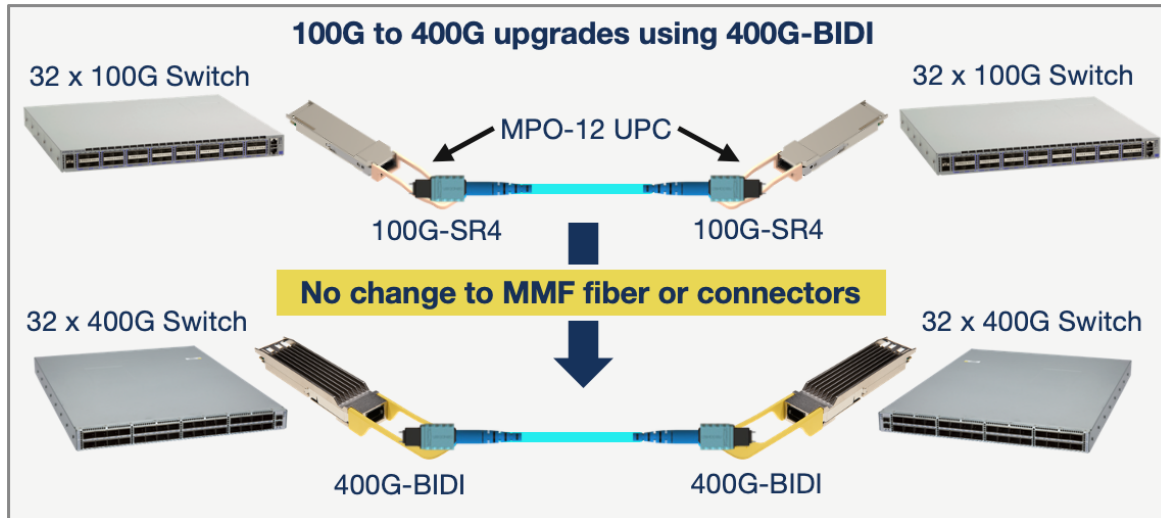 100G to 400G upgrades using 400G-BIDI
32 x 100G Switch
32 x 100G Switch
MPO-12 UPC
100G-SR4
100G-SR4
No change to MMF fiber or connectors
32 x 400G Switch
32 x 400G Switch
400G-BIDI
400G-BIDI